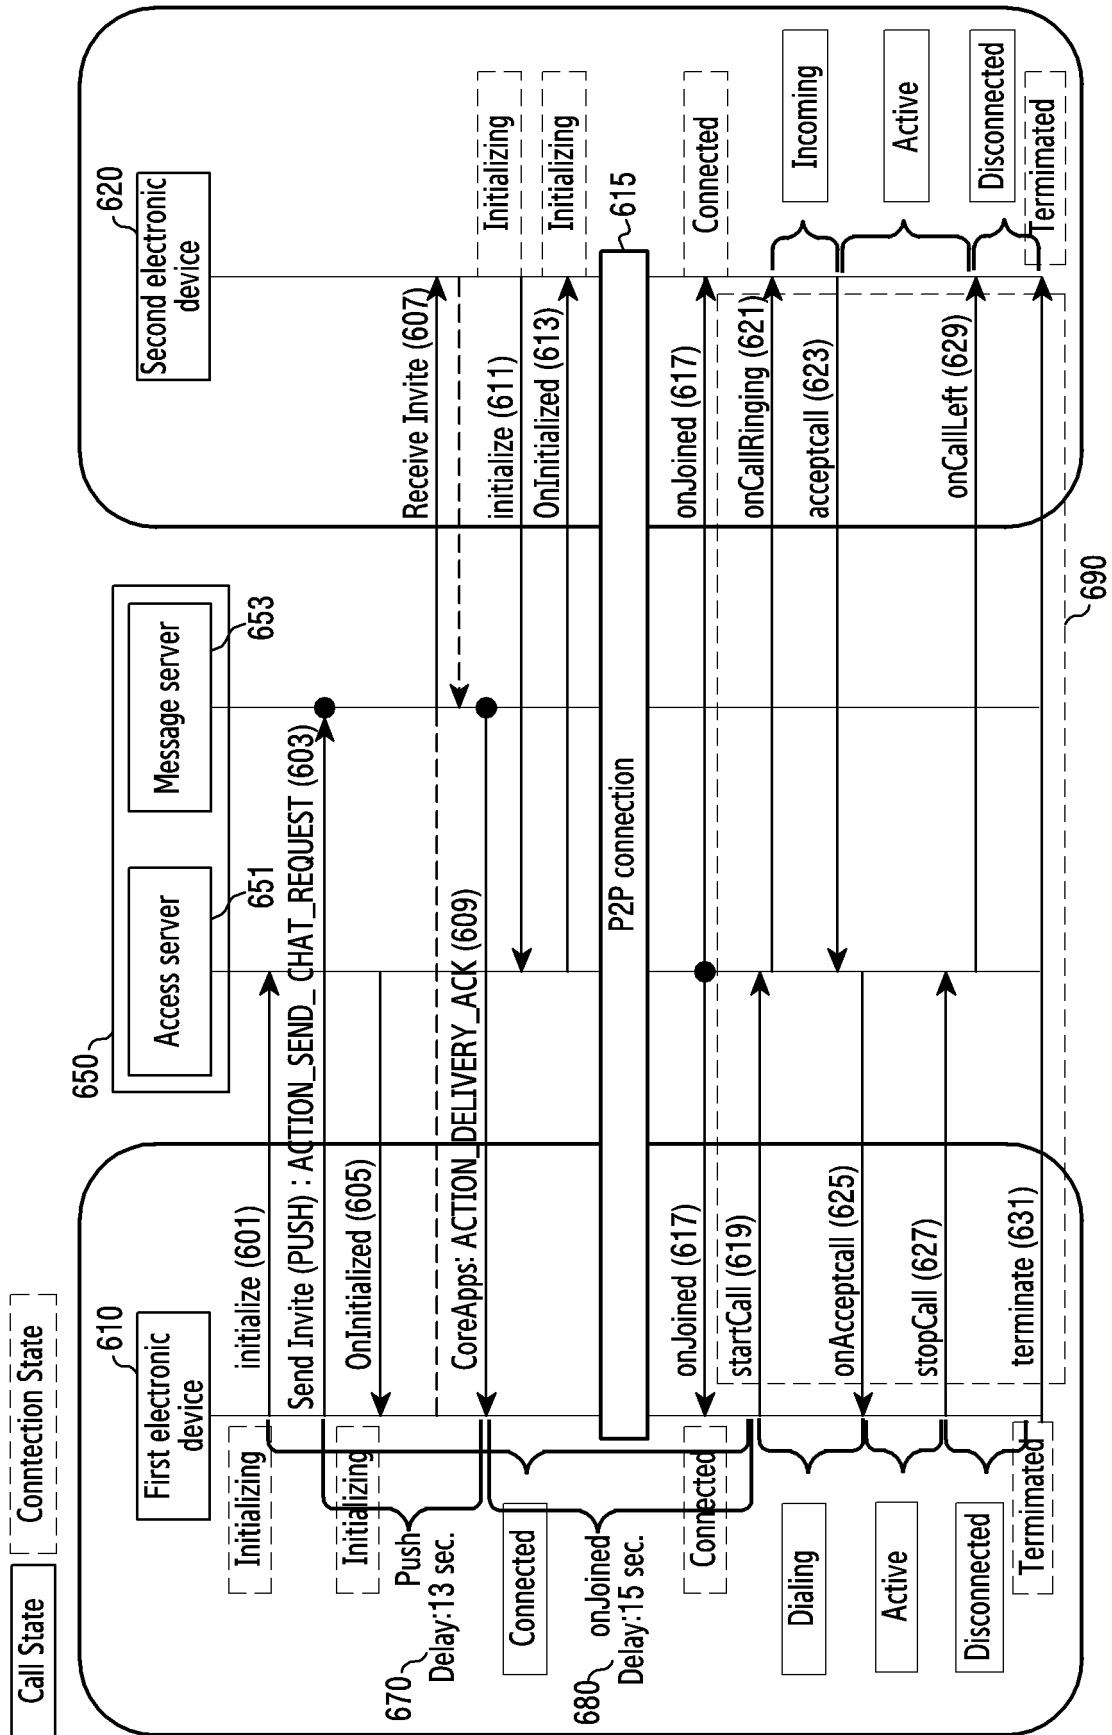 Call State
Conntection State
First electronic
device
610
650
Access server
651
Message server
653
Second electronic
device
620
Initializing
initialize (601)
Send Invite (PUSH) : ACTION_SEND_CHAT_REQUEST (603)
Initializing
OnInitialized (605)
Receive Invite (607)
Push
Delay:13 sec.
670
CoreApps: ACTION_DELIVERY_ACK (609)
Initializing
initialize (611)
Connected
OnInitialized (613)
Initializing
P2P connection
615
onJoined
Delay:15 sec.
680
Connected
onJoined (617)
onJoined (617)
Connected
startCall (619)
onCallRinging (621)
Incoming
Dialing
acceptcall (623)
onAcceptcall (625)
Active
Active
stopCall (627)
onCallLeft (629)
Disconnected
Disconnected
Termimated
terminate (631)
Termimated
690